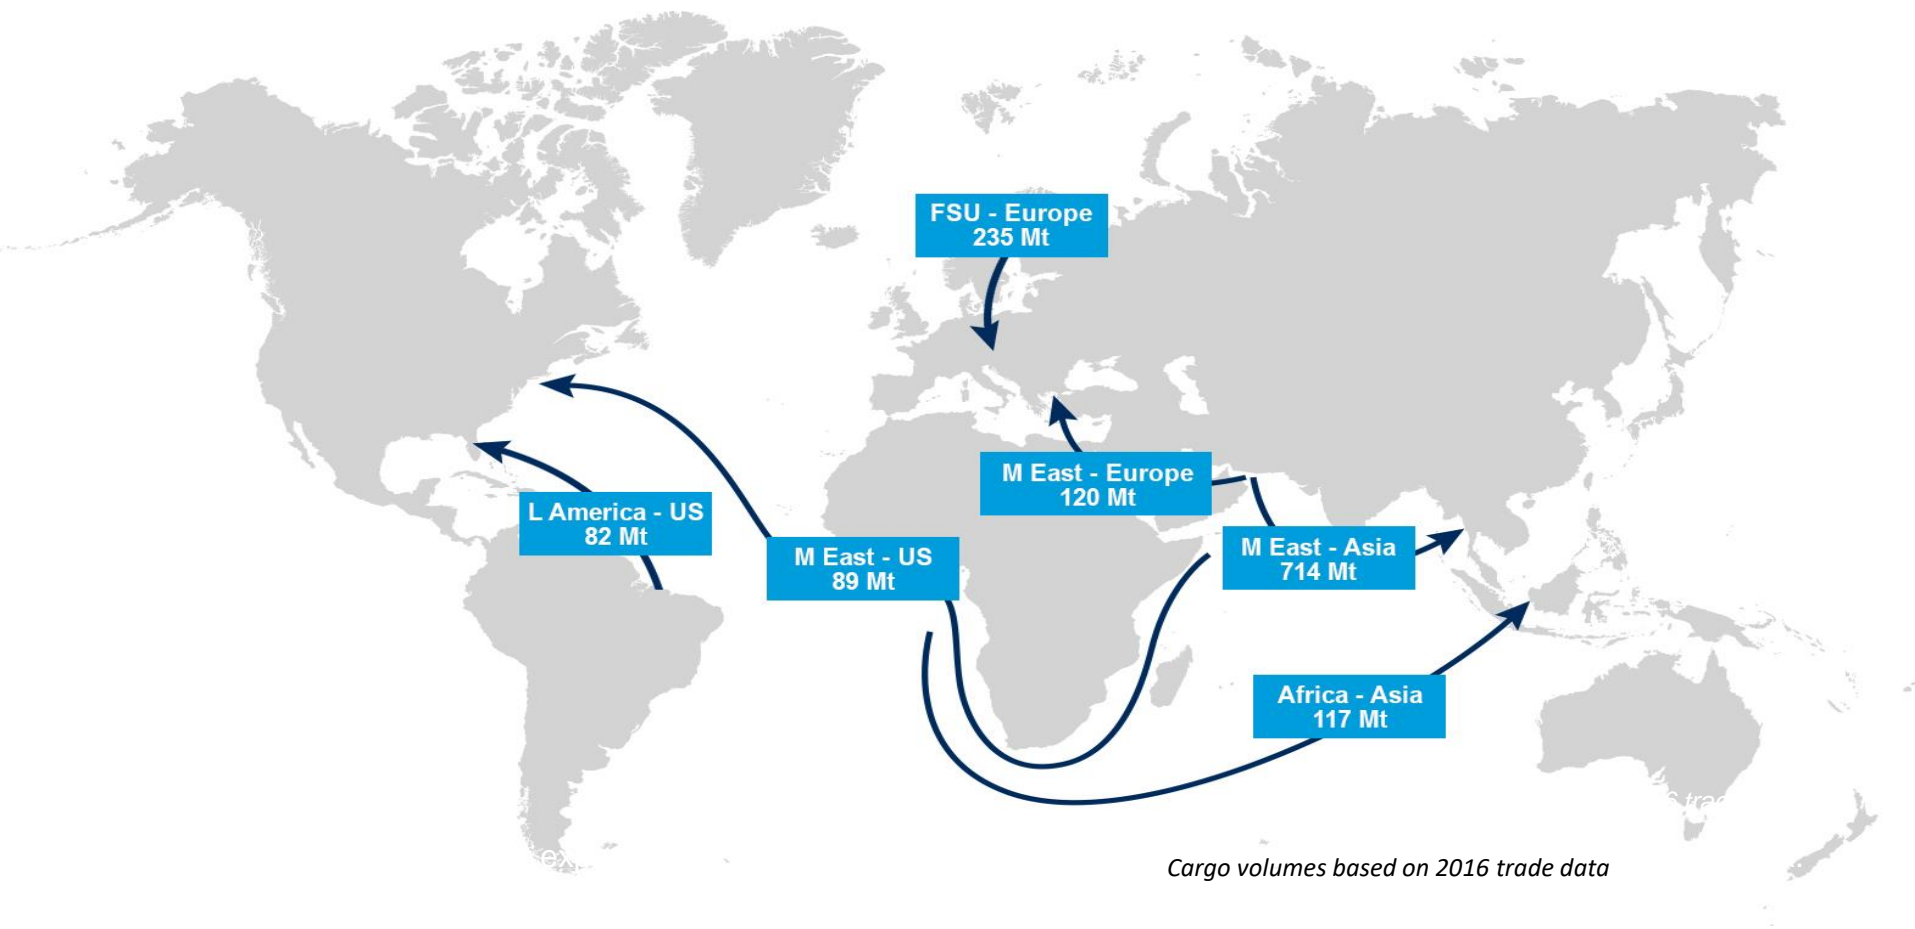 FSU - Europe
235 Mt
M East - Europe
120 Mt
L America - US
82 Mt
M East - US
89 Mt
M East - Asia
714 Mt
Africa - Asia
117 Mt
Cargo volumes based on 2016 trade data